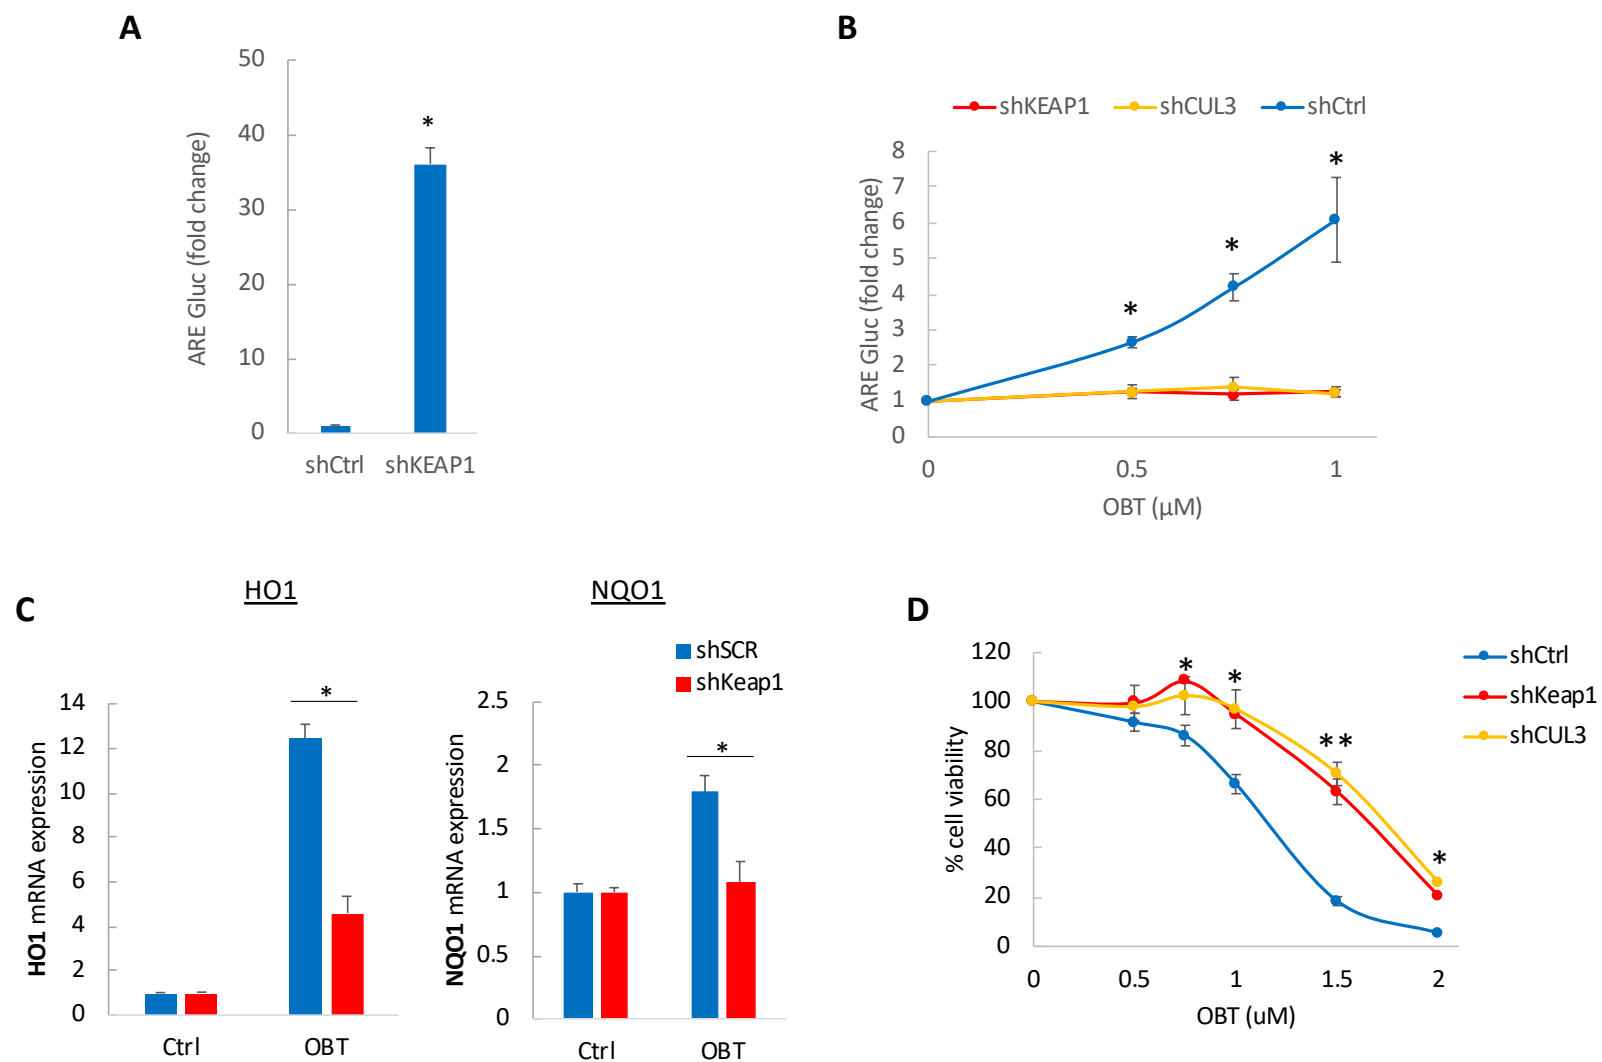 A
50
40
30
20
10
0
ARE Gluc (fold change)
*
shCtrl shKEAP1
B
shKEAP1 shCUL3 shCtrl
8
7
6
5
4
3
2
1
0
ARE Gluc (fold change)
* * *
0 0.5 1
OBT (µM)
C
HO1
14
12
10
8
6
4
2
0
HO1 mRNA expression
*
Ctrl OBT
NQO1
shSCR
shKeap1
2.5
2
1.5
1
0.5
0
NQO1 mRNA expression
*
Ctrl OBT
D
120
100
80
60
40
20
0
% cell viability
* * ** *
shCtrl
shKeap1
shCUL3
0 0.5 1 1.5 2
OBT (uM)